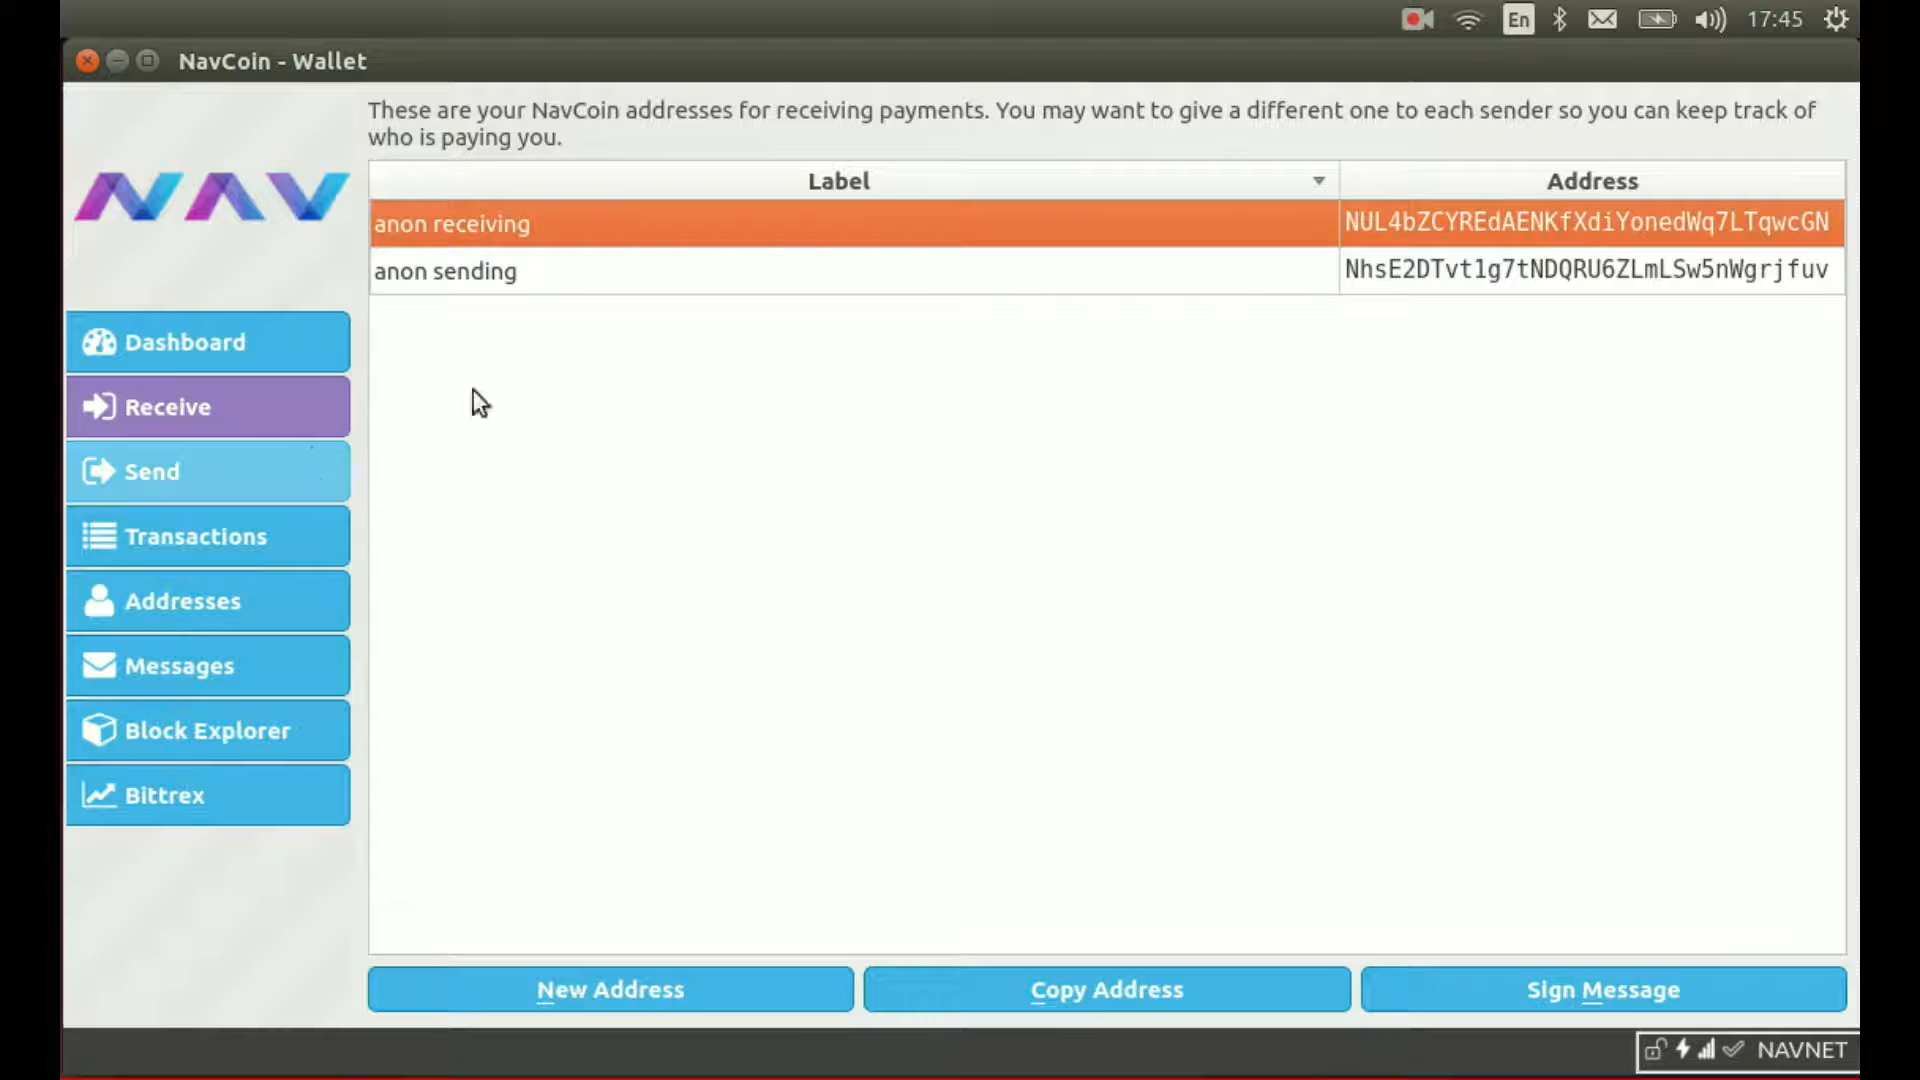 En 17:45
NavCoin - Wallet
These are your NavCoin addresses for receiving payments. You may want to give a different one to each sender so you can keep track of
who is paying you.
NAV
Label Address
anon receiving NUL4bZCYREdAENKfXdiYonedWq7LTqwcGN
anon sending NhsE2DTvt1g7tNDQRU6ZLmLSw5nWgrjfuv
Dashboard
Receive
Send
Transactions
Addresses
Messages
Block Explorer
Bittrex
New Address Copy Address Sign Message
NAVNET